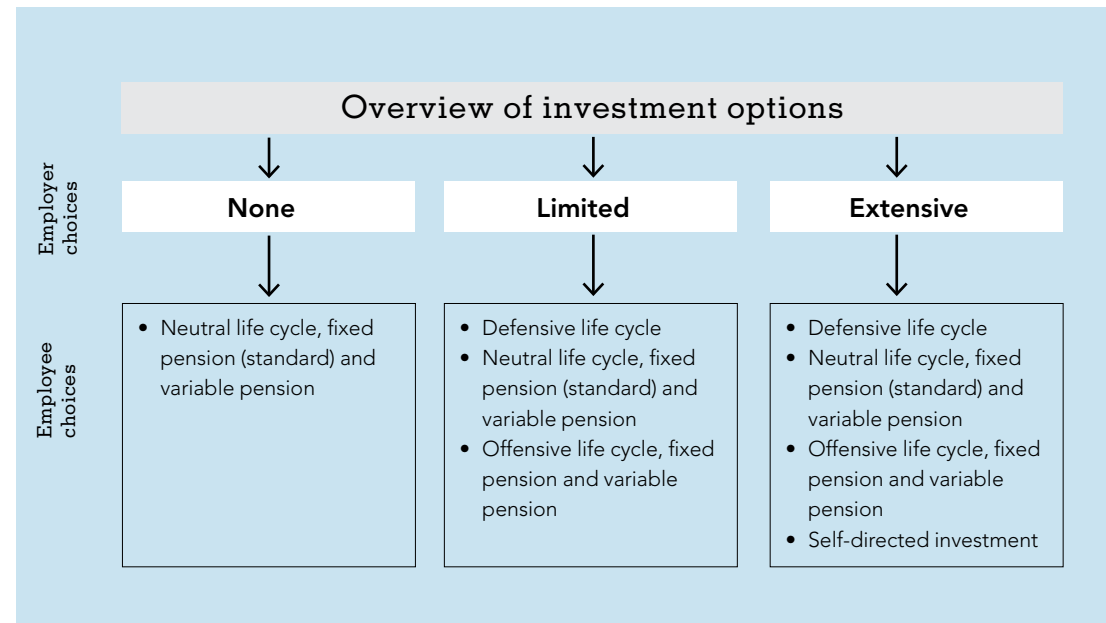 Overview of investment options
Employer
choices
None
Limited
Extensive
Employee
choices
• Neutral life cycle, fixed
pension (standard) and
variable pension
• Defensive life cycle
• Neutral life cycle, fixed
pension (standard) and
variable pension
• Offensive life cycle, fixed
pension and variable
pension
• Defensive life cycle
• Neutral life cycle, fixed
pension (standard) and
variable pension
• Offensive life cycle, fixed
pension and variable
pension
• Self-directed investment